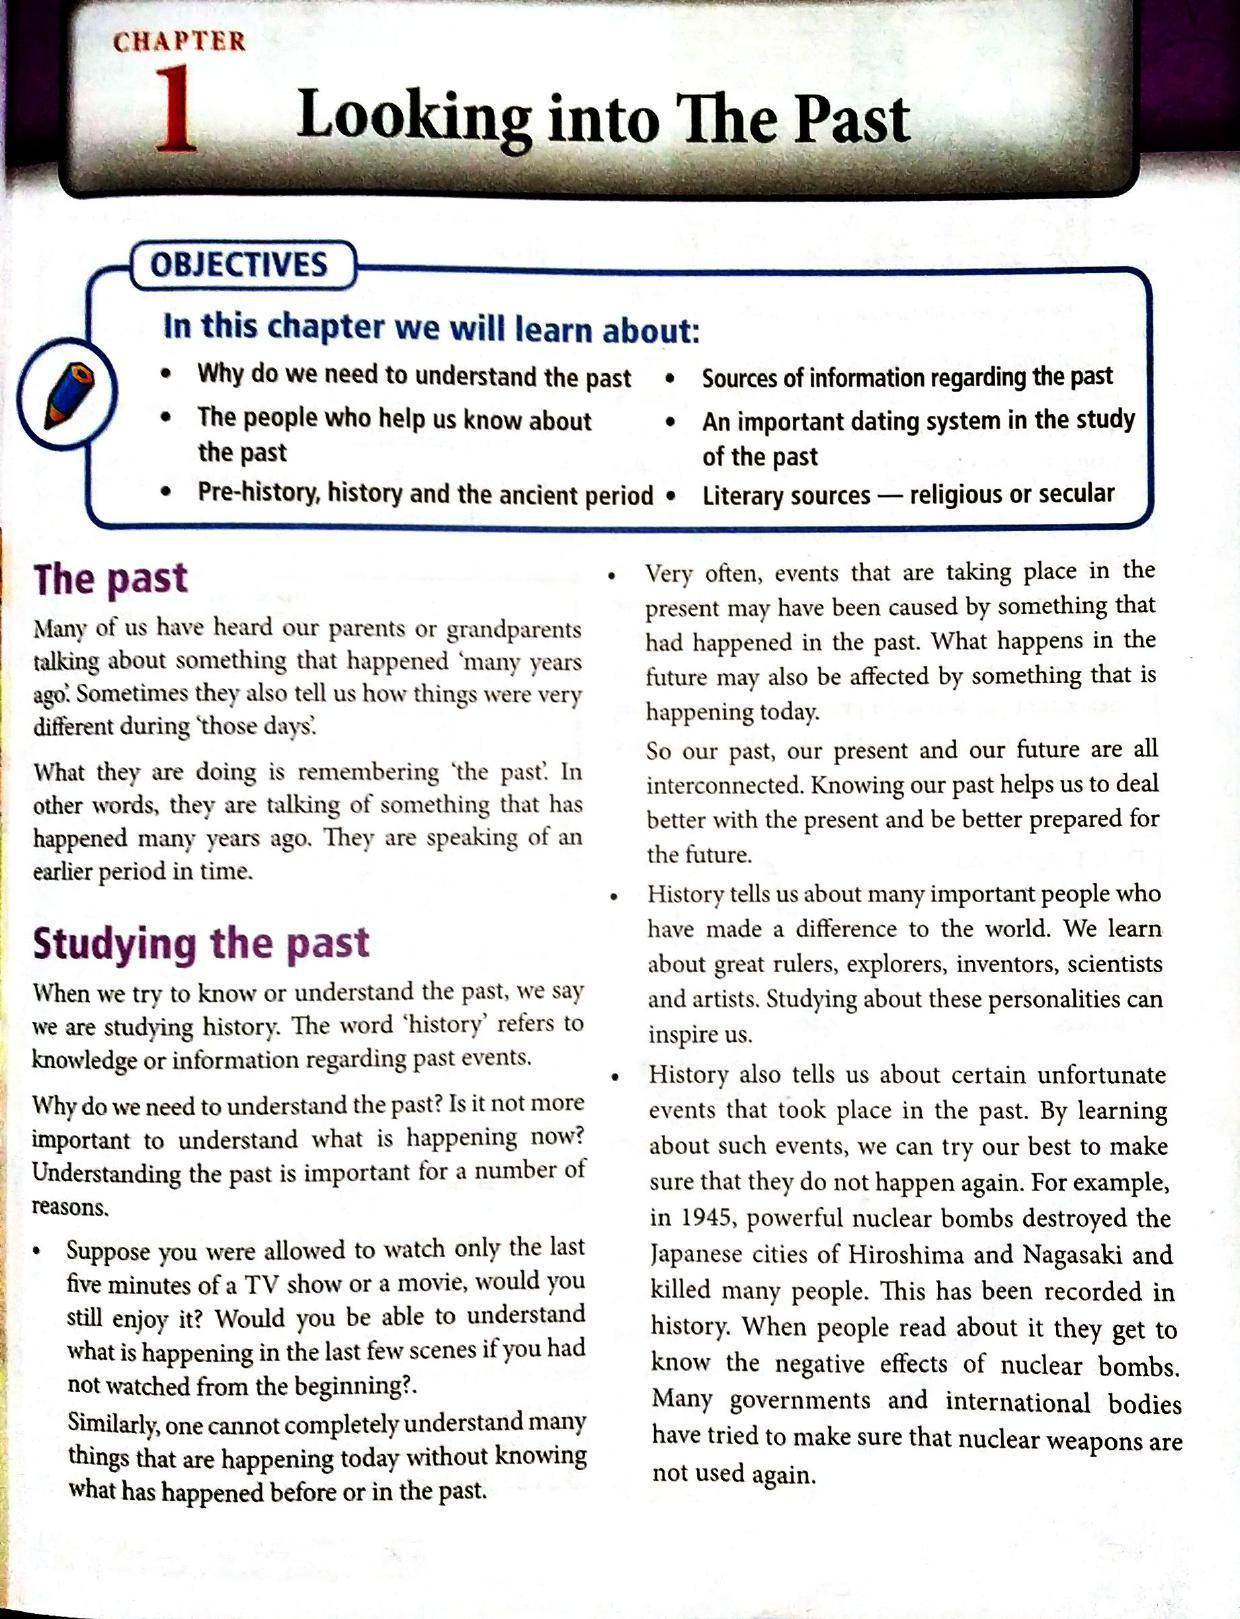 CHAPTER
1
Looking into The Past
OBJECTIVES
In this chapter we will learn about:
• Why do we need to understand the past
• The people who help us know about
the past
• Pre-history, history and the ancient period
• Sources of information regarding the past
• An important dating system in the study
of the past
• Literary sources — religious or secular
The past
Many of us have heard our parents or grandparents
talking about something that happened ‘many years
ago’. Sometimes they also tell us how things were very
different during ‘those days’.
What they are doing is remembering ‘the past’. In
other words, they are talking of something that has
happened many years ago. They are speaking of an
earlier period in time.
Studying the past
When we try to know or understand the past, we say
we are studying history. The word ‘history’ refers to
knowledge or information regarding past events.
Why do we need to understand the past? Is it not more
important to understand what is happening now?
Understanding the past is important for a number of
reasons.
• Suppose you were allowed to watch only the last
five minutes of a TV show or a movie, would you
still enjoy it? Would you be able to understand
what is happening in the last few scenes if you had
not watched from the beginning?.
Similarly, one cannot completely understand many
things that are happening today without knowing
what has happened before or in the past.
• Very often, events that are taking place in the
present may have been caused by something that
had happened in the past. What happens in the
future may also be affected by something that is
happening today.
So our past, our present and our future are all
interconnected. Knowing our past helps us to deal
better with the present and be better prepared for
the future.
• History tells us about many important people who
have made a difference to the world. We learn
about great rulers, explorers, inventors, scientists
and artists. Studying about these personalities can
inspire us.
• History also tells us about certain unfortunate
events that took place in the past. By learning
about such events, we can try our best to make
sure that they do not happen again. For example,
in 1945, powerful nuclear bombs destroyed the
Japanese cities of Hiroshima and Nagasaki and
killed many people. This has been recorded in
history. When people read about it they get to
know the negative effects of nuclear bombs.
Many governments and international bodies
have tried to make sure that nuclear weapons are
not used again.